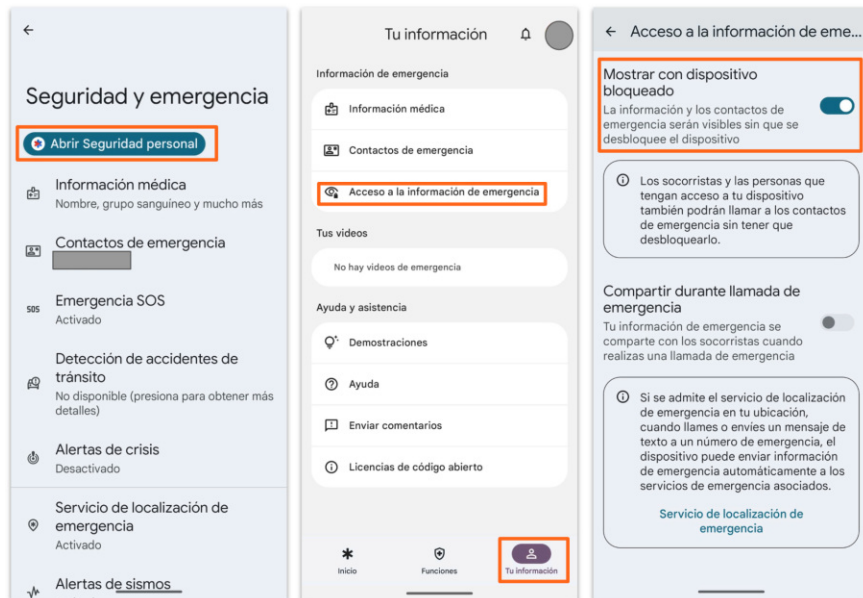 Seguridad y emergencia
Abrir Seguridad personal
Información médica
Nombre, grupo sanguíneo y mucho más
Contactos de emergencia
SOS
Emergencia SOS
Activado
Detección de accidentes de
tránsito
No disponible (presiona para obtener más
detalles)
Alertas de crisis
Desactivado
Servicio de localización de
emergencia
Activado
Alertas de sismos
Tu información
Información de emergencia
Información médica
Contactos de emergencia
Acceso a la información de emergencia
Tus videos
No hay videos de emergencia
Ayuda y asistencia
Demostraciones
Ayuda
Enviar comentarios
Licencias de código abierto
Inicio
Funciones
Tu información
Acceso a la información de eme...
Mostrar con dispositivo
bloqueado
La información y los contactos de
emergencia serán visibles sin que se
desbloquee el dispositivo
Los socorristas y las personas que
tengan acceso a tu dispositivo
también podrán llamar a los contactos
de emergencia sin tener que
desbloquearlo.
Compartir durante llamada de
emergencia
Tu información de emergencia se
comparte con los socorristas cuando
realizas una llamada de emergencia
Si se admite el servicio de localización
de emergencia en tu ubicación,
cuando llames o envíes un mensaje de
texto a un número de emergencia, el
dispositivo puede enviar información
de emergencia automáticamente a los
servicios de emergencia asociados.
Servicio de localización de
emergencia